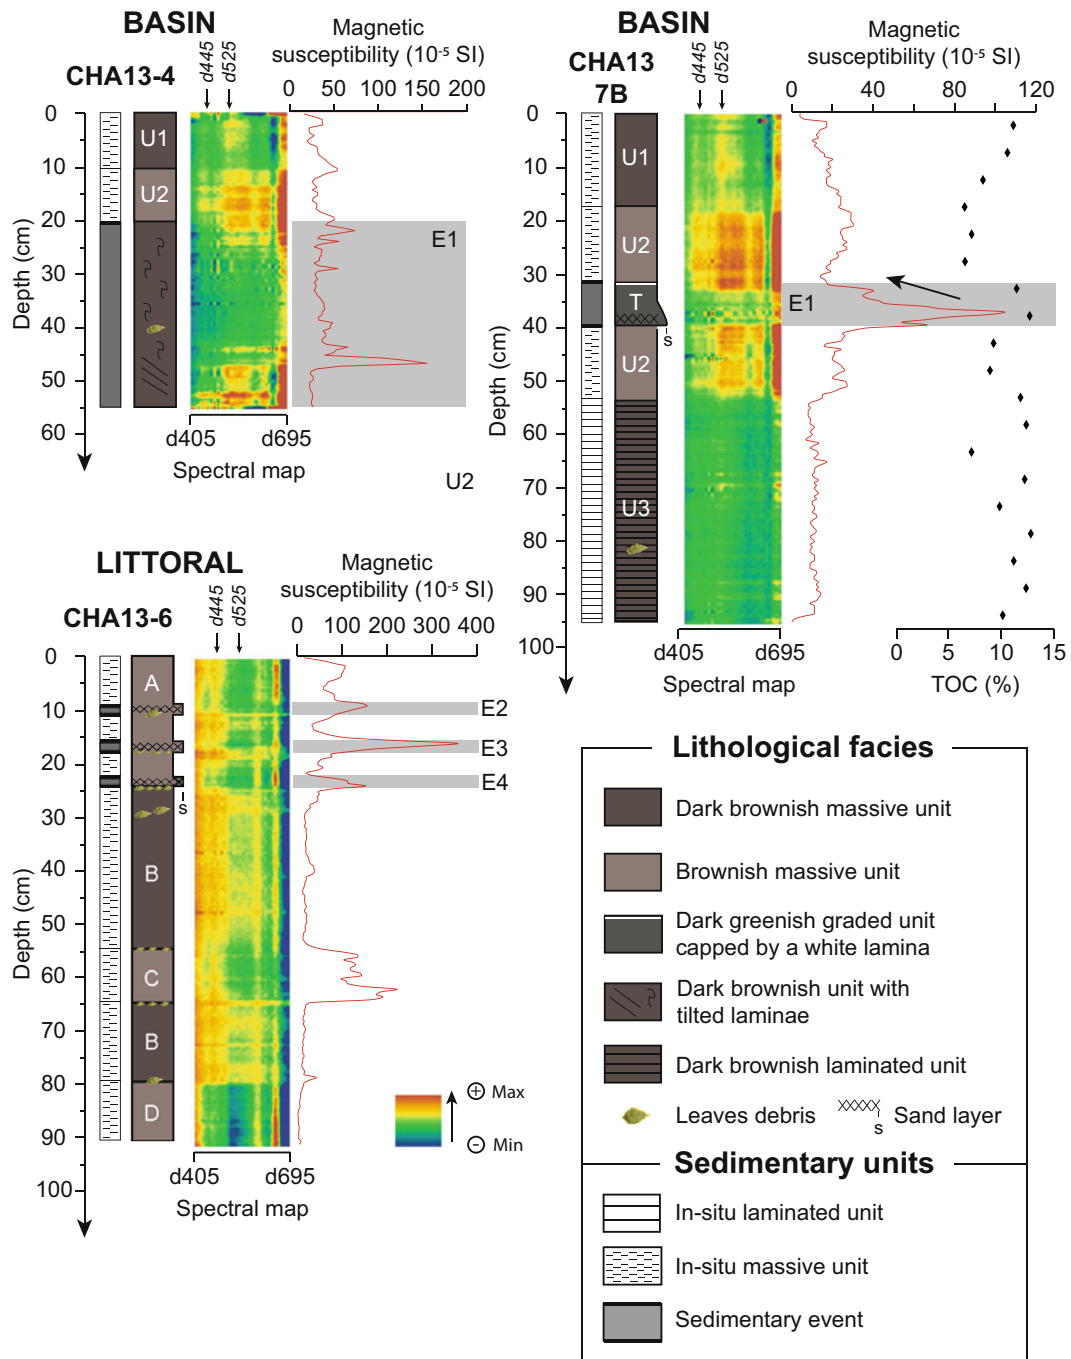 BASIN
CHA13-4
d445
d525
Magnetic
susceptibility (10⁻⁵ SI)
0 50 100 150 200
0
10
20
30
40
50
60
Depth (cm)
U1
U2
E1
d405 d695
Spectral map
U2
BASIN
CHA13
7B
d445
d525
Magnetic
susceptibility (10⁻⁵ SI)
0 40 80 120
0
10
20
30
40
50
60
70
80
90
100
Depth (cm)
U1
U2
T
s
U2
U3
E1
d405 d695
Spectral map
0 5 10 15
TOC (%)
LITTORAL
CHA13-6
d445
d525
Magnetic
susceptibility (10⁻⁵ SI)
0 100 200 300 400
0
10
20
30
40
50
60
70
80
90
100
Depth (cm)
A
s
B
C
B
D
E2
E3
E4
d405 d695
Spectral map
+ Max
− Min
Lithological facies
Dark brownish massive unit
Brownish massive unit
Dark greenish graded unit
capped by a white lamina
Dark brownish unit with
tilted laminae
Dark brownish laminated unit
Leaves debris
s
Sand layer
Sedimentary units
In-situ laminated unit
In-situ massive unit
Sedimentary event